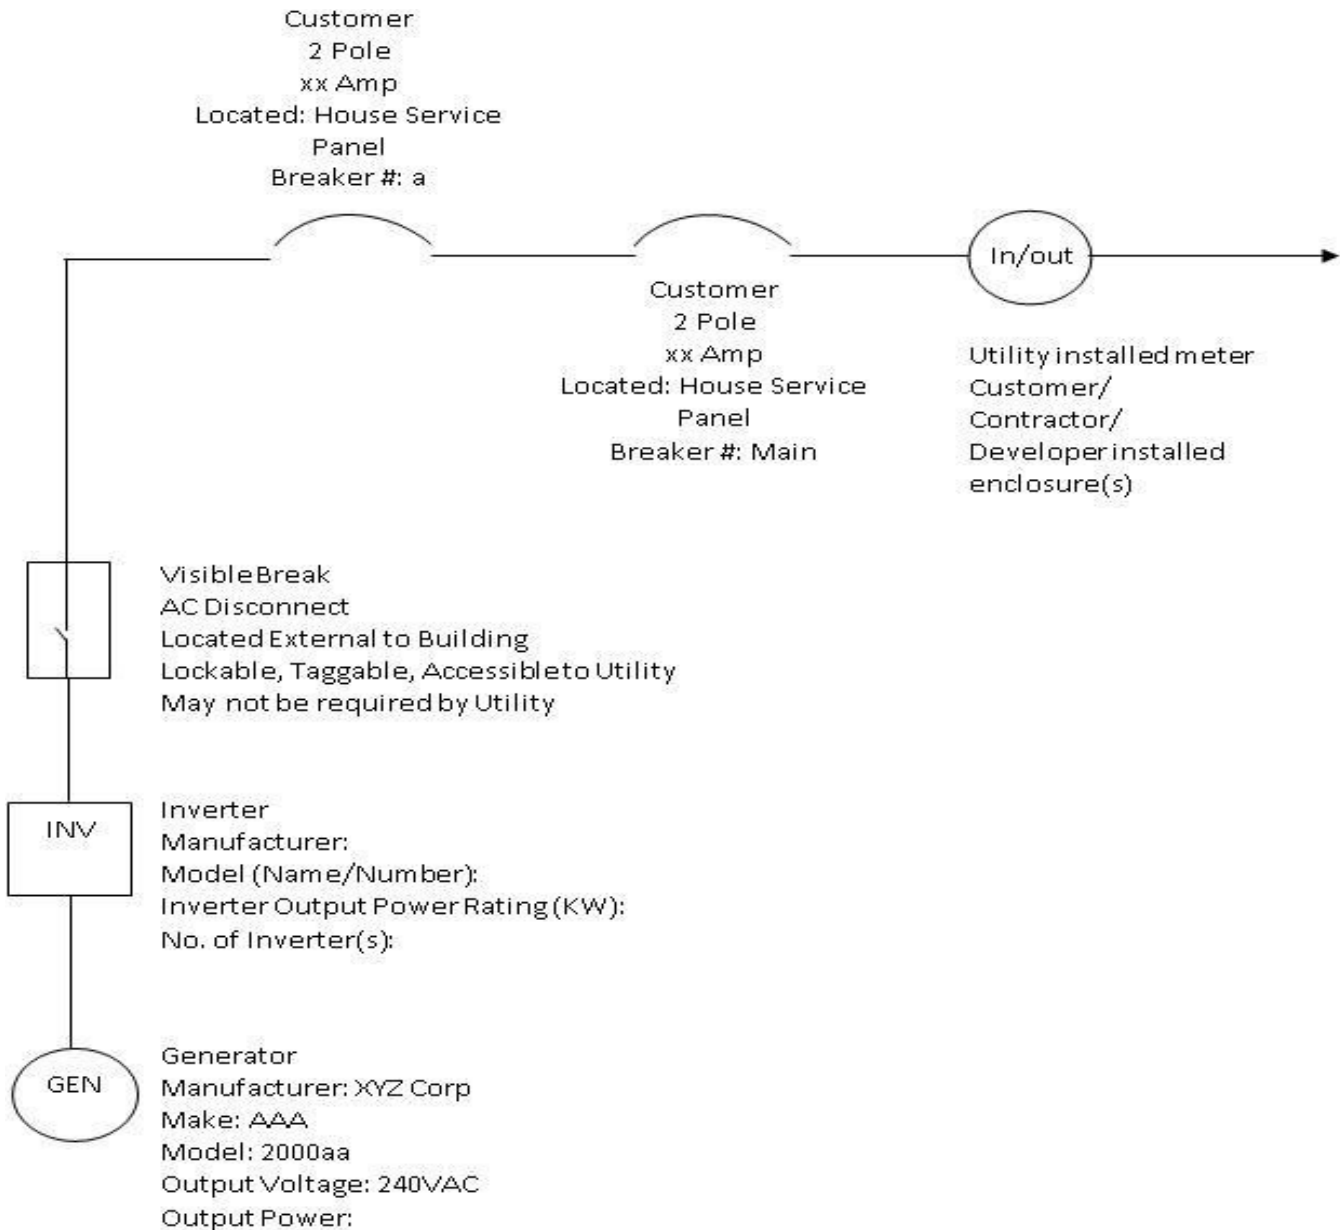 Customer
2 Pole
xx Amp
Located: House Service
Panel
Breaker #: a
In/out
Customer
2 Pole
xx Amp
Located: House Service
Panel
Breaker #: Main
Utility installed meter
Customer/
Contractor/
Developer installed
enclosure(s)
Visible Break
AC Disconnect
Located External to Building
Lockable, Taggable, Accessible to Utility
May not be required by Utility
INV
Inverter
Manufacturer:
Model (Name/Number):
Inverter Output Power Rating (KW):
No. of Inverter(s):
GEN
Generator
Manufacturer: XYZ Corp
Make: AAA
Model: 2000aa
Output Voltage: 240VAC
Output Power: